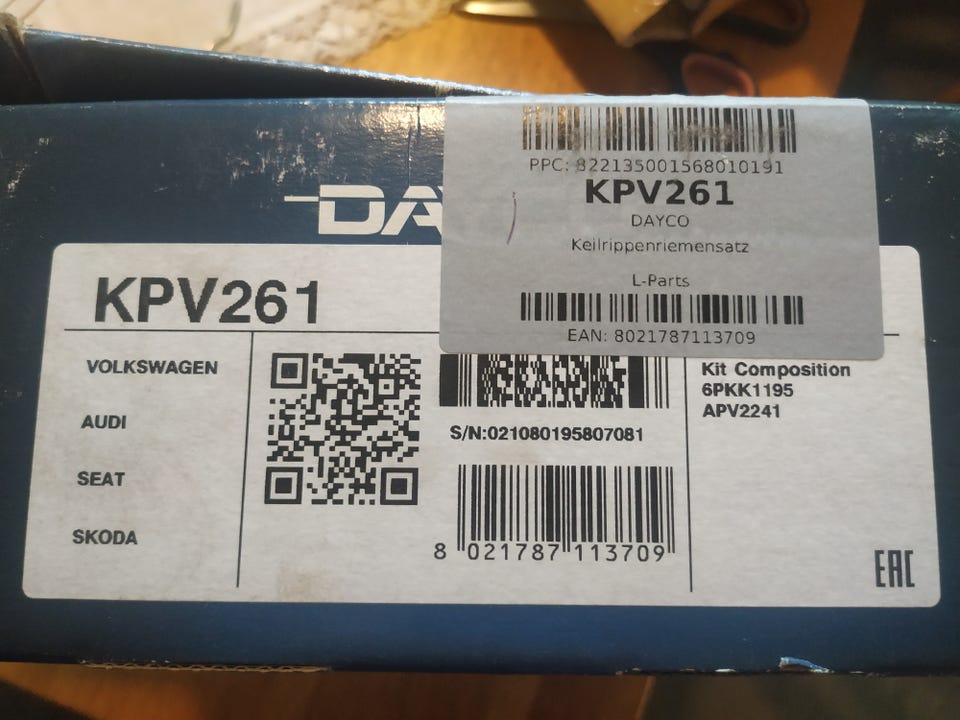 PPC: 822135001568010191
KPV261
DAYCO
Keilrippenriemensatz
L-Parts
EAN: 8021787113709
DAY
KPV261
VOLKSWAGEN
AUDI
SEAT
SKODA
S/N:021080195807081
8 021787 113709
Kit Composition
6PKK1195
APV2241
EAC